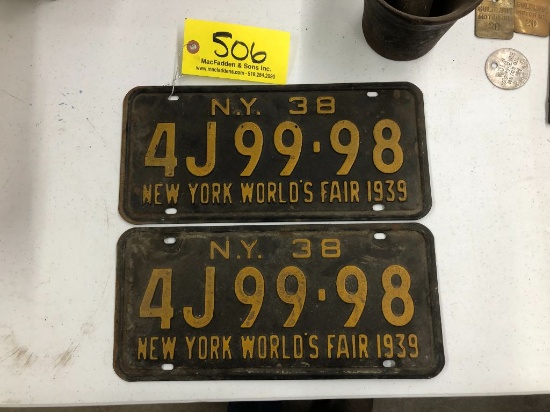 506
MacFadden & Sons Inc.
N.Y. 38
4J99·98
NEW YORK WORLD'S FAIR 1939
N.Y. 38
4J99·98
NEW YORK WORLD'S FAIR 1939